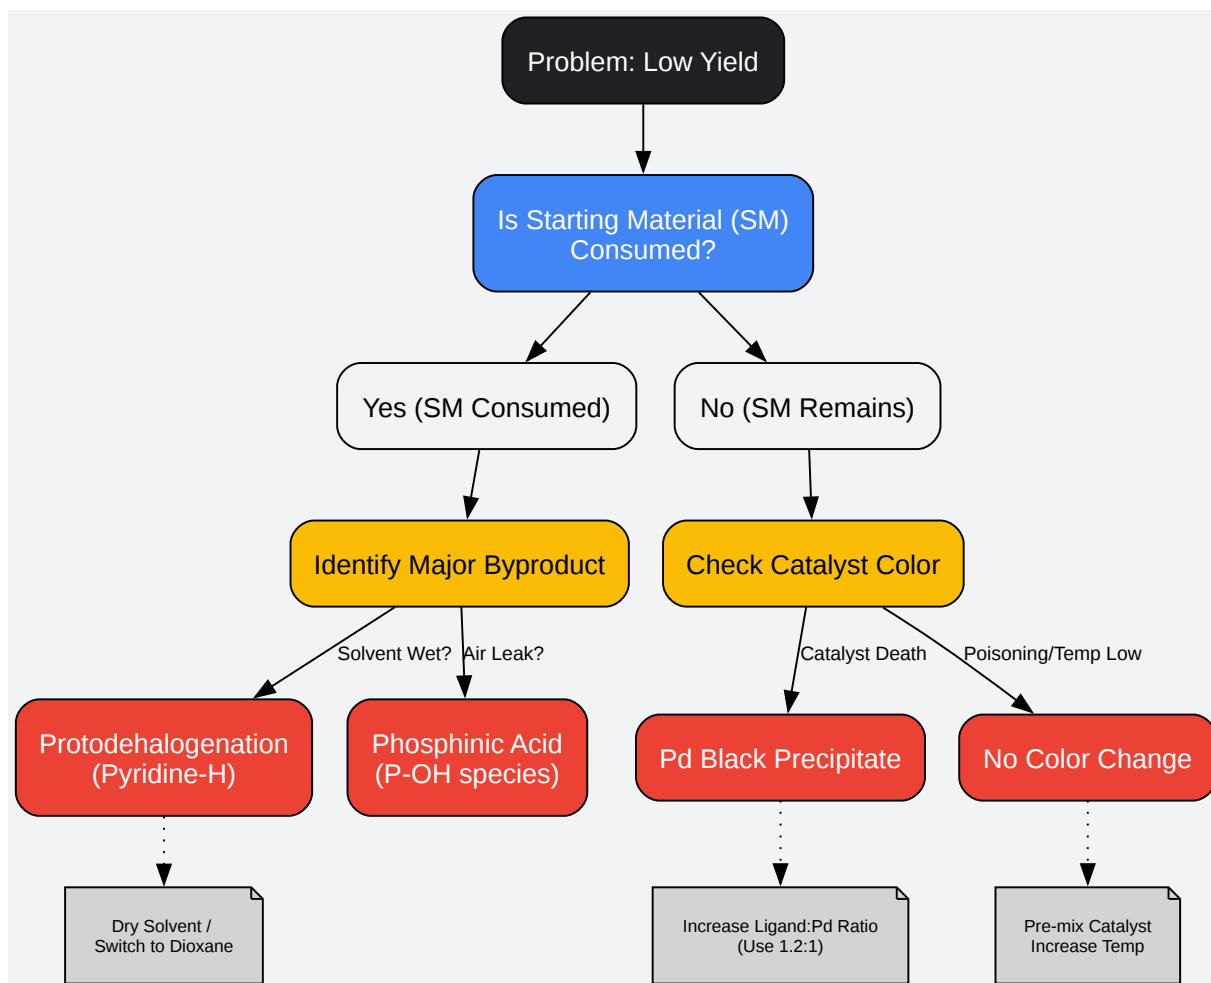 Problem: Low Yield
Is Starting Material (SM)
Consumed?
Yes (SM Consumed)
No (SM Remains)
Identify Major Byproduct
Check Catalyst Color
Solvent Wet?
Air Leak?
Catalyst Death
Poisoning/Temp Low
Protodehalogenation
(Pyridine-H)
Phosphinic Acid
(P-OH species)
Pd Black Precipitate
No Color Change
Dry Solvent /
Switch to Dioxane
Increase Ligand:Pd Ratio
(Use 1.2:1)
Pre-mix Catalyst
Increase Temp